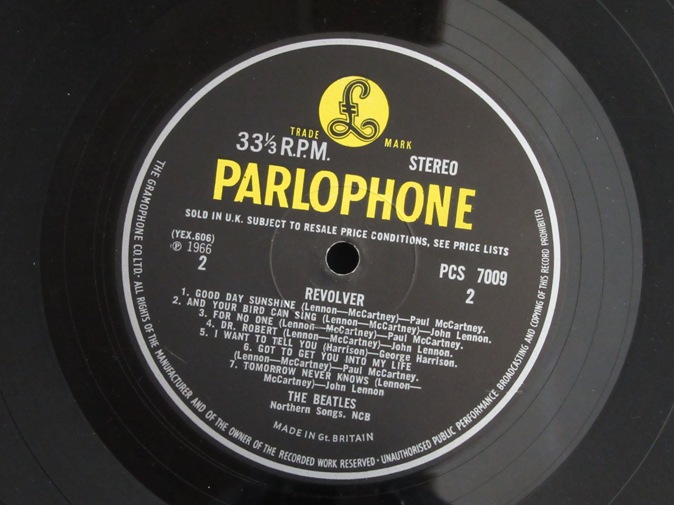 £
TRADE MARK
33⅓ R.P.M.
STEREO
PARLOPHONE
SOLD IN U.K. SUBJECT TO RESALE PRICE CONDITIONS, SEE PRICE LISTS
(YEX.606)
Ⓟ 1966
2
PCS 7009
2
REVOLVER
1. GOOD DAY SUNSHINE (Lennon—McCartney)—Paul McCartney.
2. AND YOUR BIRD CAN SING (Lennon—McCartney)—John Lennon.
3. FOR NO ONE (Lennon—McCartney)—Paul McCartney.
4. DR. ROBERT (Lennon—McCartney)—John Lennon.
5. I WANT TO TELL YOU (Harrison)—George Harrison.
6. GOT TO GET YOU INTO MY LIFE
(Lennon—McCartney)—Paul McCartney.
7. TOMORROW NEVER KNOWS (Lennon—
McCartney)—John Lennon
THE BEATLES
Northern Songs. NCB
MADE IN Gt. BRITAIN
THE GRAMOPHONE CO. LTD. · ALL RIGHTS OF THE MANUFACTURER AND OF THE OWNER OF THE RECORDED WORK RESERVED · UNAUTHORISED PUBLIC PERFORMANCE BROADCASTING AND COPYING OF THIS RECORD PROHIBITED